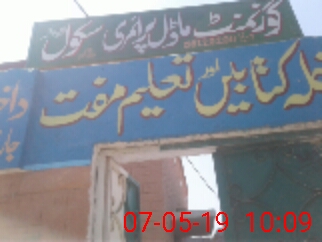 گورنمنٹ ماڈل پرائمری سکول
داخلہ کتابیں اور تعلیم مفت
07-05-19 10:09